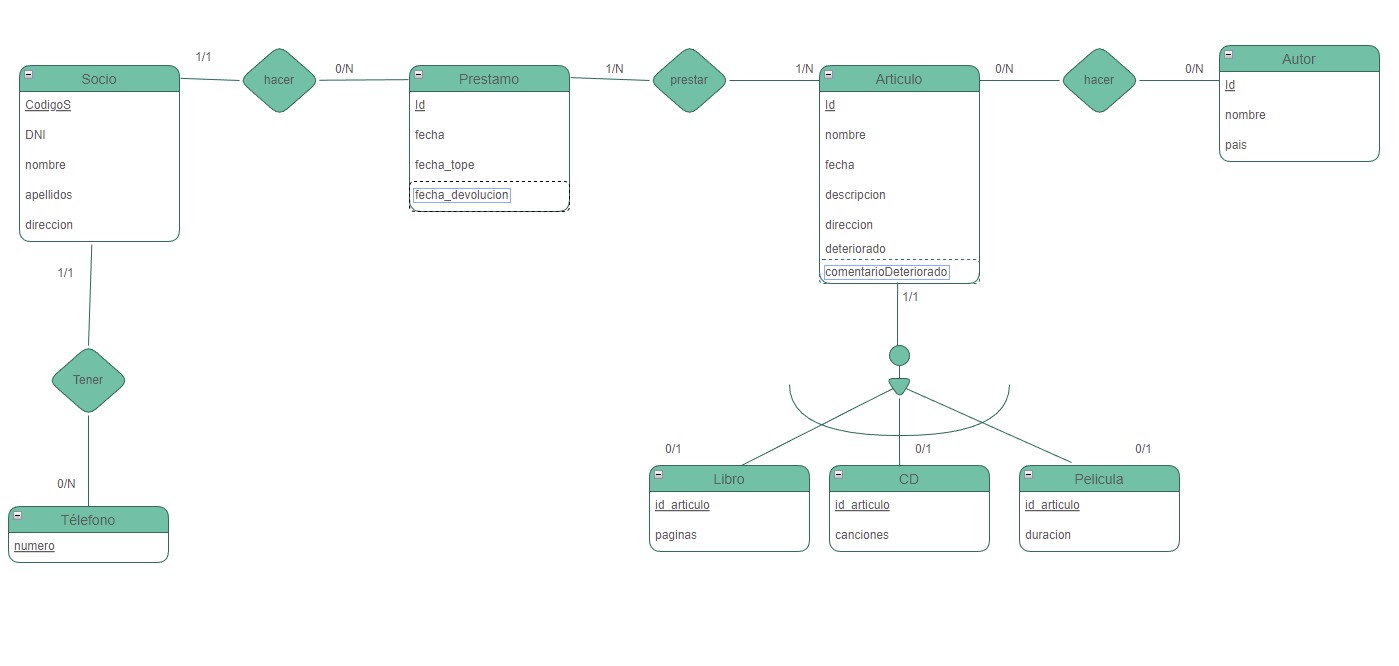 1/1
hacer
0/N
1/N
prestar
1/N
0/N
hacer
0/N
Socio
CodigoS
DNI
nombre
apellidos
direccion
Prestamo
Id
fecha
fecha_tope
fecha_devolucion
Articulo
Id
nombre
fecha
descripcion
direccion
deteriorado
comentarioDeteriorado
Autor
Id
nombre
pais
1/1
Tener
0/N
Télefono
numero
1/1
0/1
0/1
0/1
Libro
id_articulo
paginas
CD
id_articulo
canciones
Pelicula
id_articulo
duracion